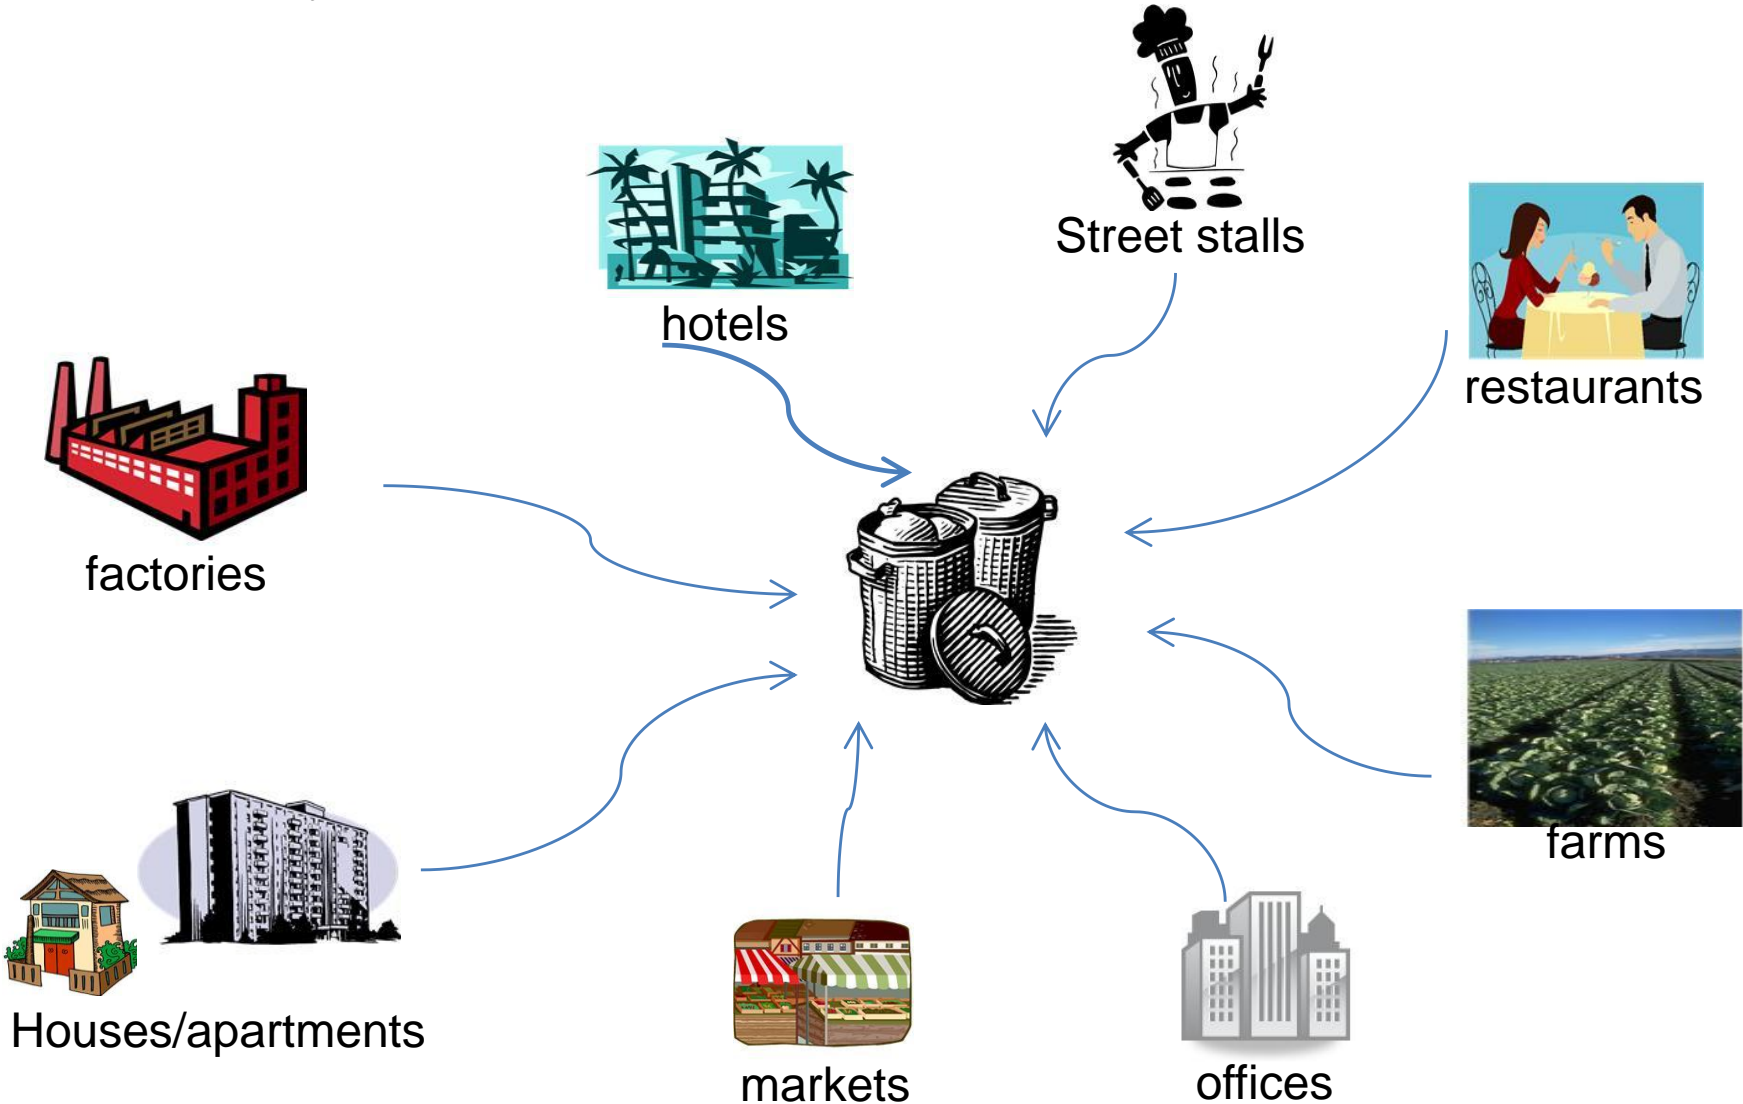 Street stalls
hotels
restaurants
factories
farms
Houses/apartments
markets
offices